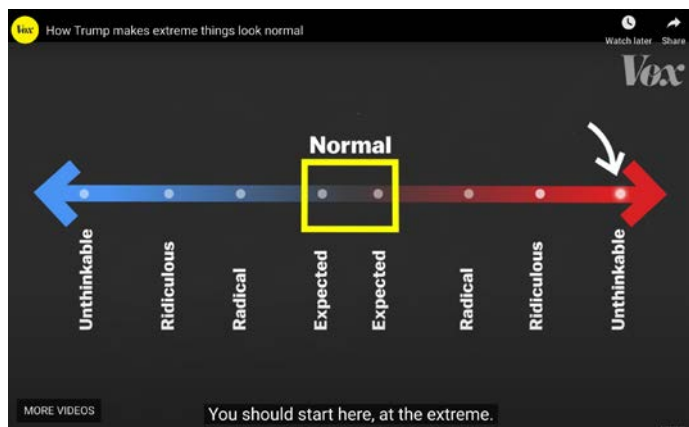 Vox
How Trump makes extreme things look normal
Watch later
Share
Vox
Normal
Unthinkable
Ridiculous
Radical
Expected
Expected
Radical
Ridiculous
Unthinkable
MORE VIDEOS
You should start here, at the extreme.